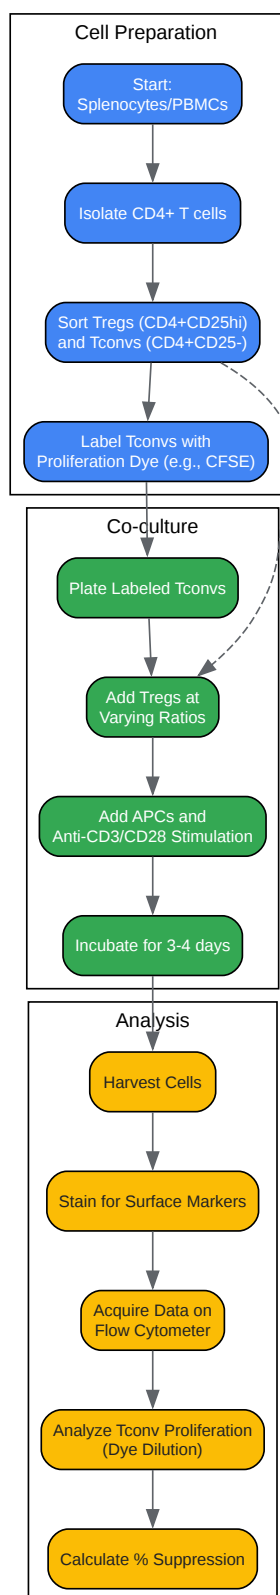 Cell Preparation
Start:
Splenocytes/PBMCs
Isolate CD4+ T cells
Sort Tregs (CD4+CD25hi)
and Tconvs (CD4+CD25-)
Label Tconvs with
Proliferation Dye (e.g., CFSE)
Co-culture
Plate Labeled Tconvs
Add Tregs at
Varying Ratios
Add APCs and
Anti-CD3/CD28 Stimulation
Incubate for 3-4 days
Analysis
Harvest Cells
Stain for Surface Markers
Acquire Data on
Flow Cytometer
Analyze Tconv Proliferation
(Dye Dilution)
Calculate % Suppression